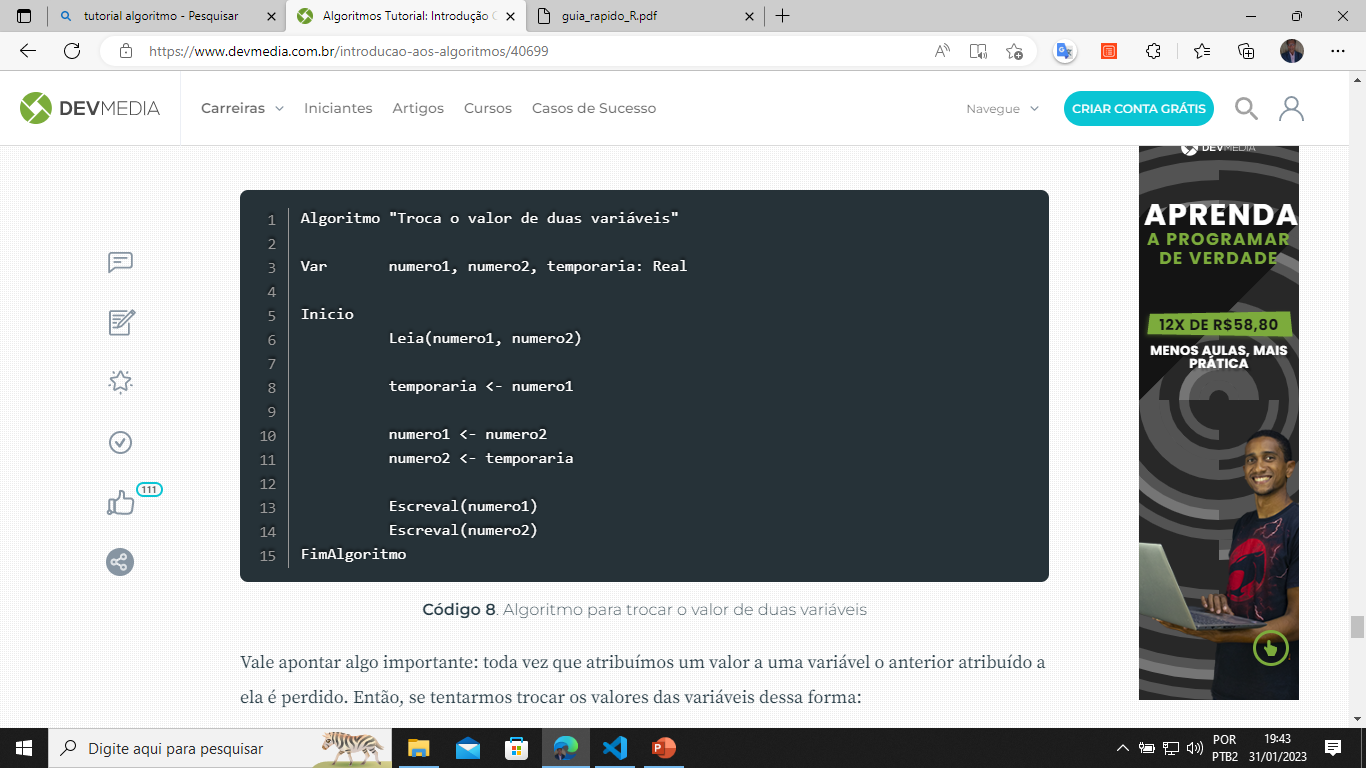 tutorial algoritmo - Pesquisar
Algoritmos Tutorial: Introdução
guia_rapido_R.pdf
https://www.devmedia.com.br/introducao-aos-algoritmos/40699
DEVMEDIA
Carreiras
Iniciantes
Artigos
Cursos
Casos de Sucesso
Navegue
CRIAR CONTA GRÁTIS
1 Algoritmo "Troca o valor de duas variáveis"
2
3 Var numero1, numero2, temporaria: Real
4
5 Inicio
6 Leia(numero1, numero2)
7
8 temporaria <- numero1
9
10 numero1 <- numero2
11 numero2 <- temporaria
12
13 Escreval(numero1)
14 Escreval(numero2)
15 FimAlgoritmo
111
Código 8. Algoritmo para trocar o valor de duas variáveis
Vale apontar algo importante: toda vez que atribuímos um valor a uma variável o anterior atribuído a
ela é perdido. Então, se tentarmos trocar os valores das variáveis dessa forma:
DEVMEDIA
APRENDA
A PROGRAMAR
DE VERDADE
12X DE R$58,80
MENOS AULAS, MAIS
PRÁTICA
Digite aqui para pesquisar
POR
PTB2
19:43
31/01/2023